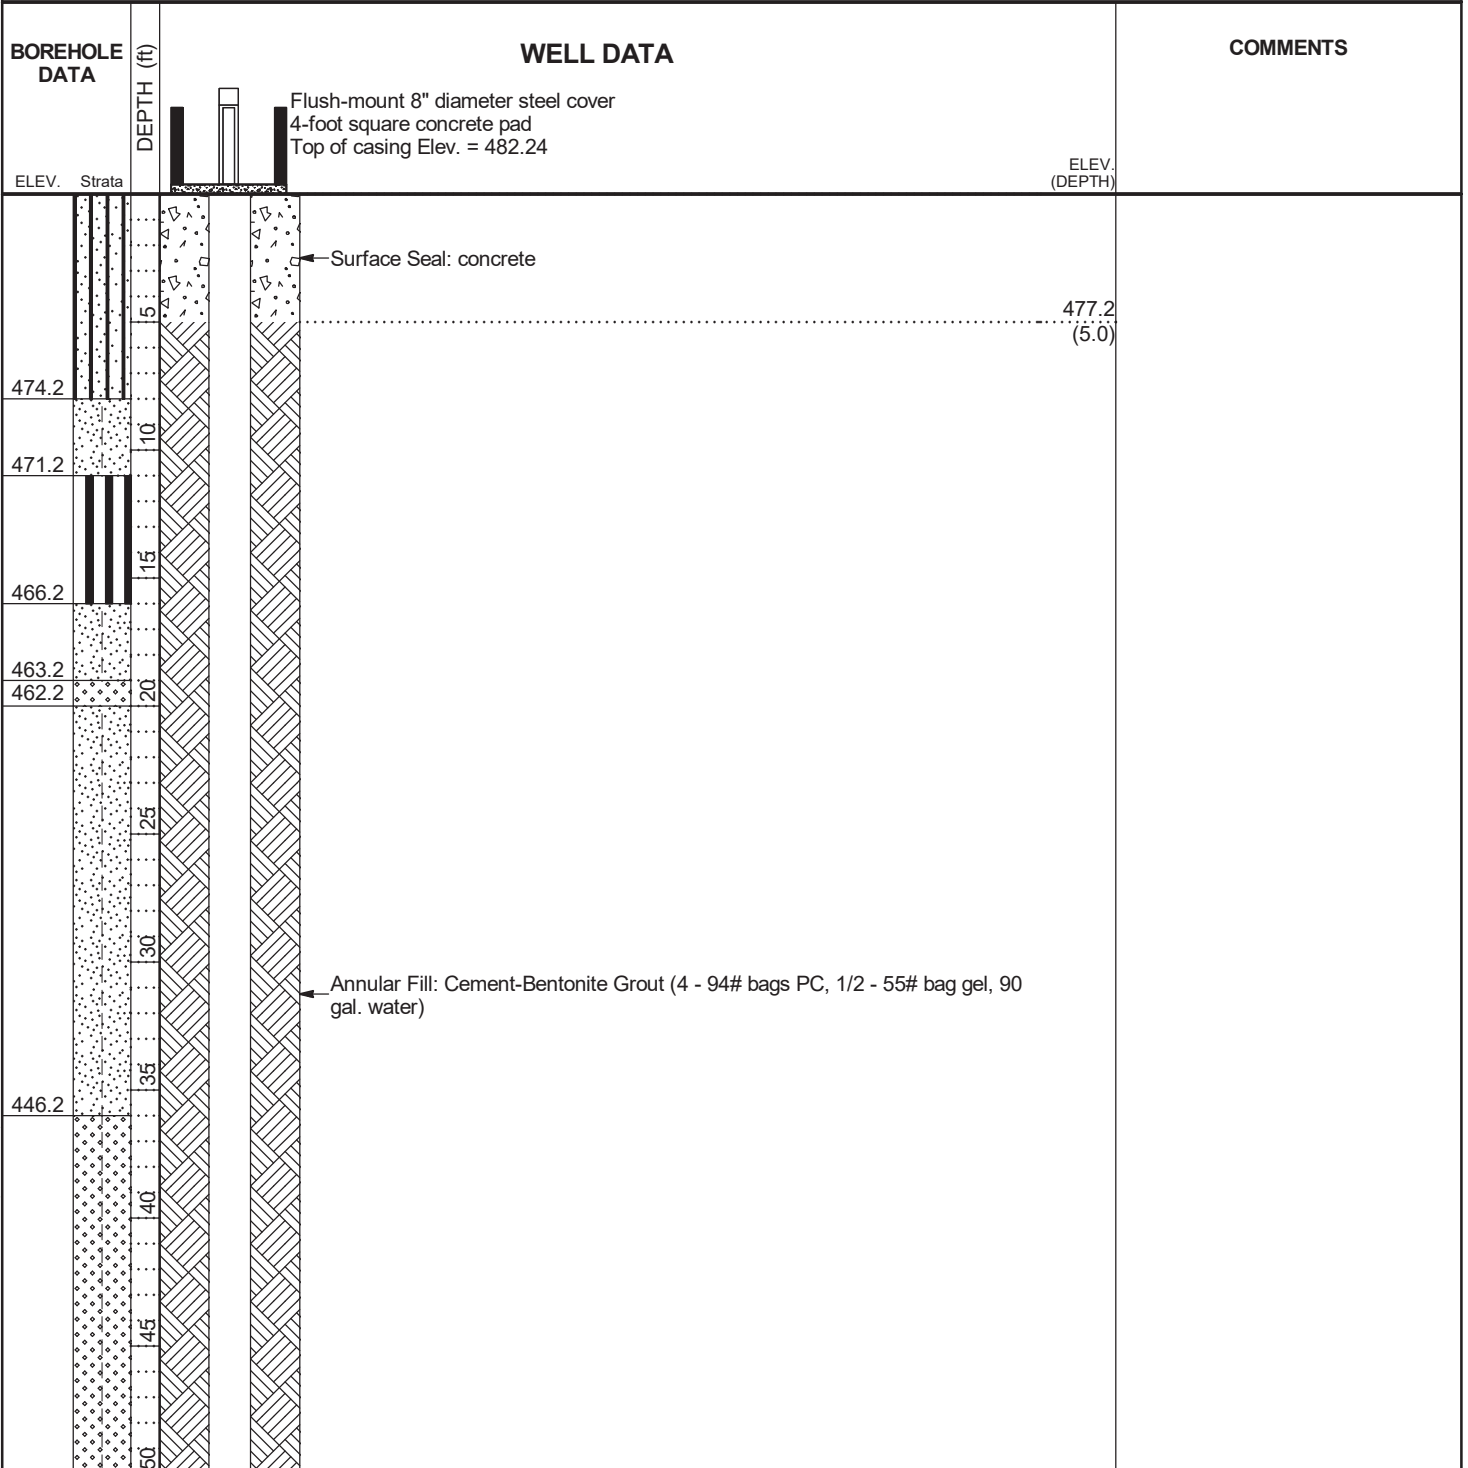 BOREHOLE
DATA
DEPTH (ft)
WELL DATA
COMMENTS
Flush-mount 8" diameter steel cover
4-foot square concrete pad
Top of casing Elev. = 482.24
ELEV.
(DEPTH)
ELEV. Strata
Surface Seal: concrete
5
477.2
(5.0)
474.2
10
471.2
15
466.2
463.2
462.2
20
25
30
Annular Fill: Cement-Bentonite Grout (4 - 94# bags PC, 1/2 - 55# bag gel, 90
gal. water)
35
446.2
40
45
50